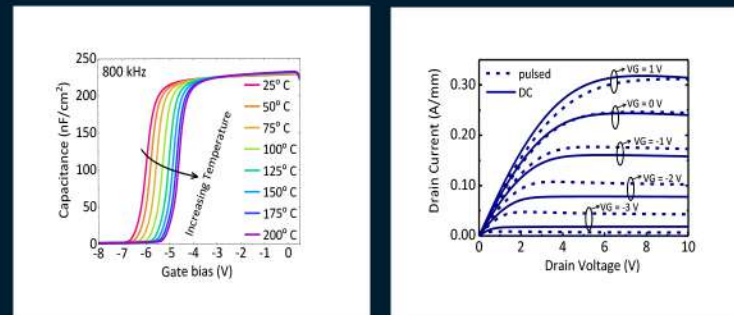 800 kHz
25° C
50° C
75° C
100° C
125° C
150° C
175° C
200° C
Increasing Temperature
Capacitance (nF/cm²)
250
200
150
100
50
0
-8 -7 -6 -5 -4 -3 -2 -1 0
Gate bias (V)
pulsed
DC
VG = 1 V
VG = 0 V
VG = -1 V
VG = -2 V
VG = -3 V
Drain Current (A/mm)
0.30
0.20
0.10
0.00
0 2 4 6 8 10
Drain Voltage (V)